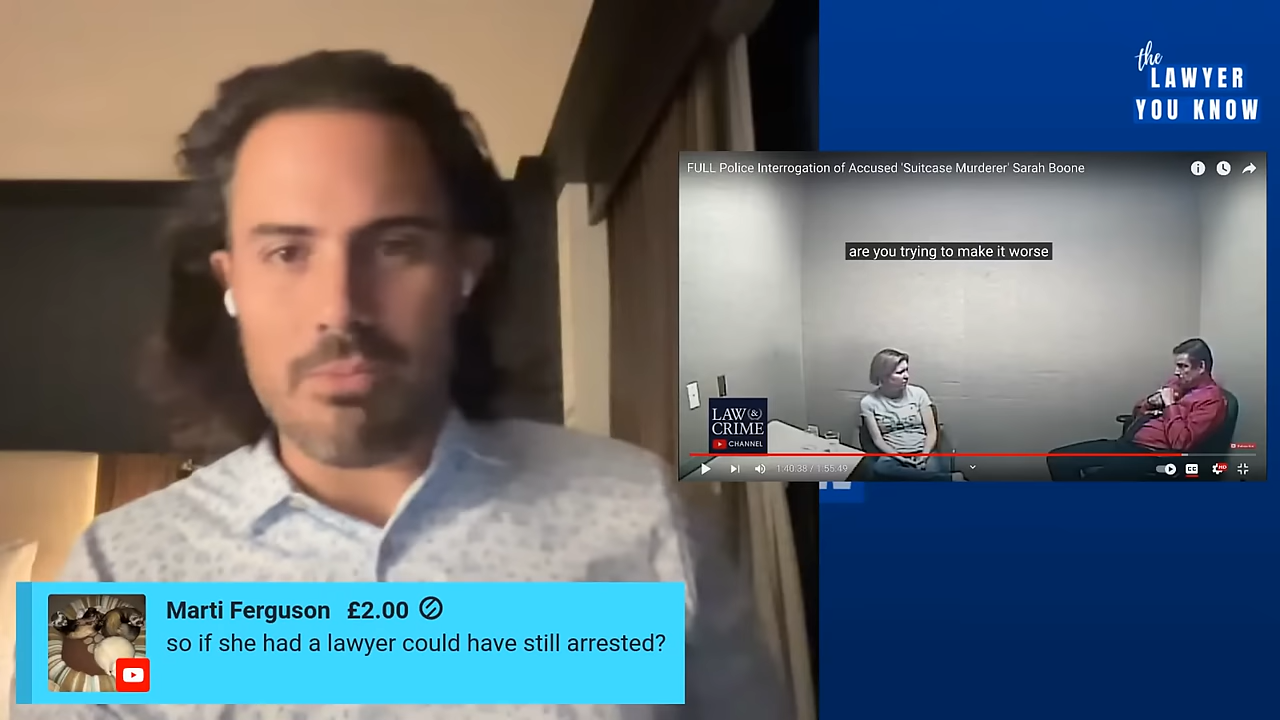 the
LAWYER
YOU KNOW
FULL Police Interrogation of Accused 'Suitcase Murderer' Sarah Boone
are you trying to make it worse
LAW (&)
CRIME
CHANNEL
1:40:38 / 1:55:49
CC
HD
Marti Ferguson £2.00
so if she had a lawyer could have still arrested?